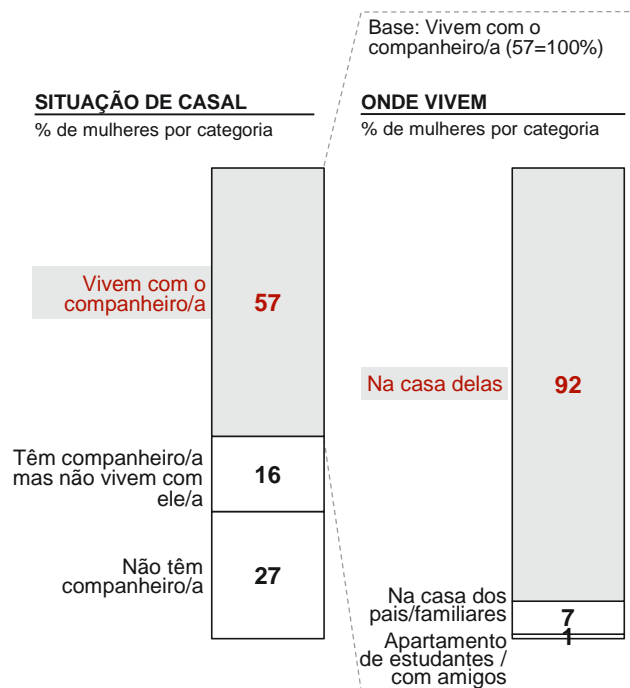 Base: Vivem com o
companheiro/a (57=100%)
SITUAÇÃO DE CASAL
% de mulheres por categoria
Vivem com o
companheiro/a
57
Têm companheiro/a
mas não vivem com
ele/a
16
Não têm
companheiro/a
27
ONDE VIVEM
% de mulheres por categoria
Na casa delas
92
Na casa dos
pais/familiares
7
Apartamento
de estudantes /
com amigos
1